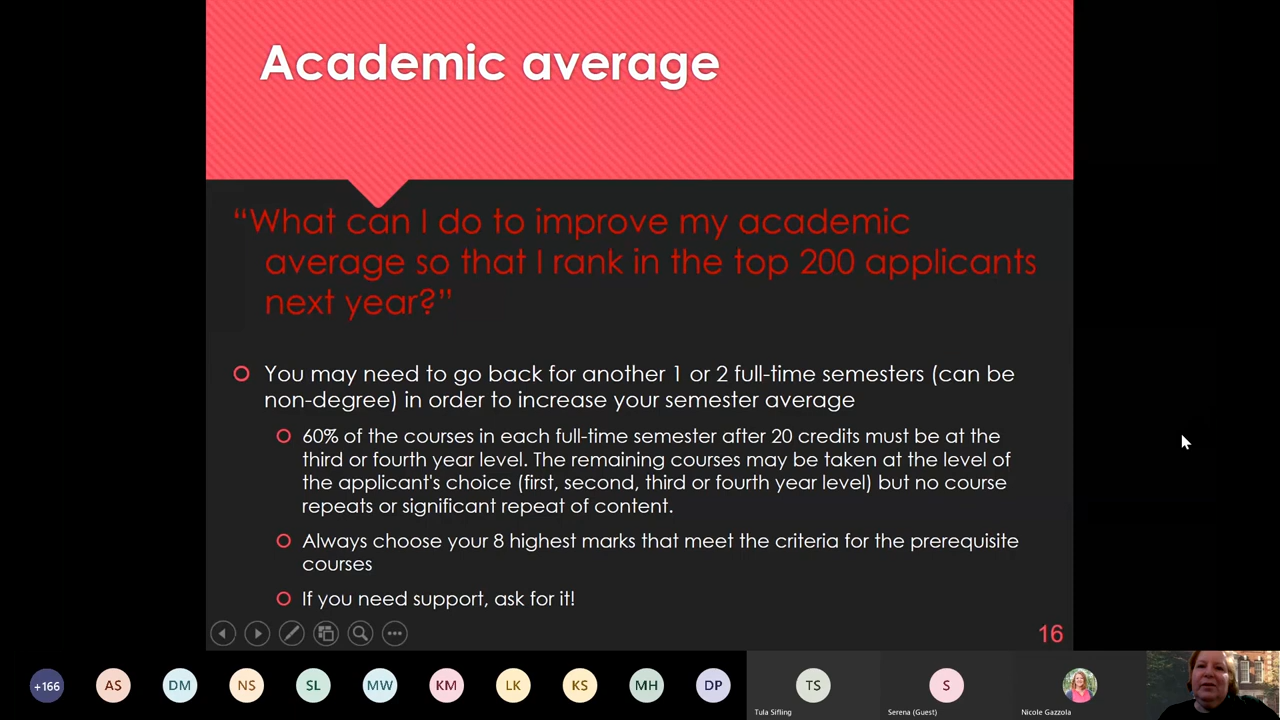 Academic average
“What can I do to improve my academic
average so that I rank in the top 200 applicants
next year?”
You may need to go back for another 1 or 2 full-time semesters (can be
non-degree) in order to increase your semester average
60% of the courses in each full-time semester after 20 credits must be at the
third or fourth year level. The remaining courses may be taken at the level of
the applicant's choice (first, second, third or fourth year level) but no course
repeats or significant repeat of content.
Always choose your 8 highest marks that meet the criteria for the prerequisite
courses
If you need support, ask for it!
16
+166
AS
DM
NS
SL
MW
KM
LK
KS
MH
DP
TS
S
Tula Sifling
Serena (Guest)
Nicole Gazzola